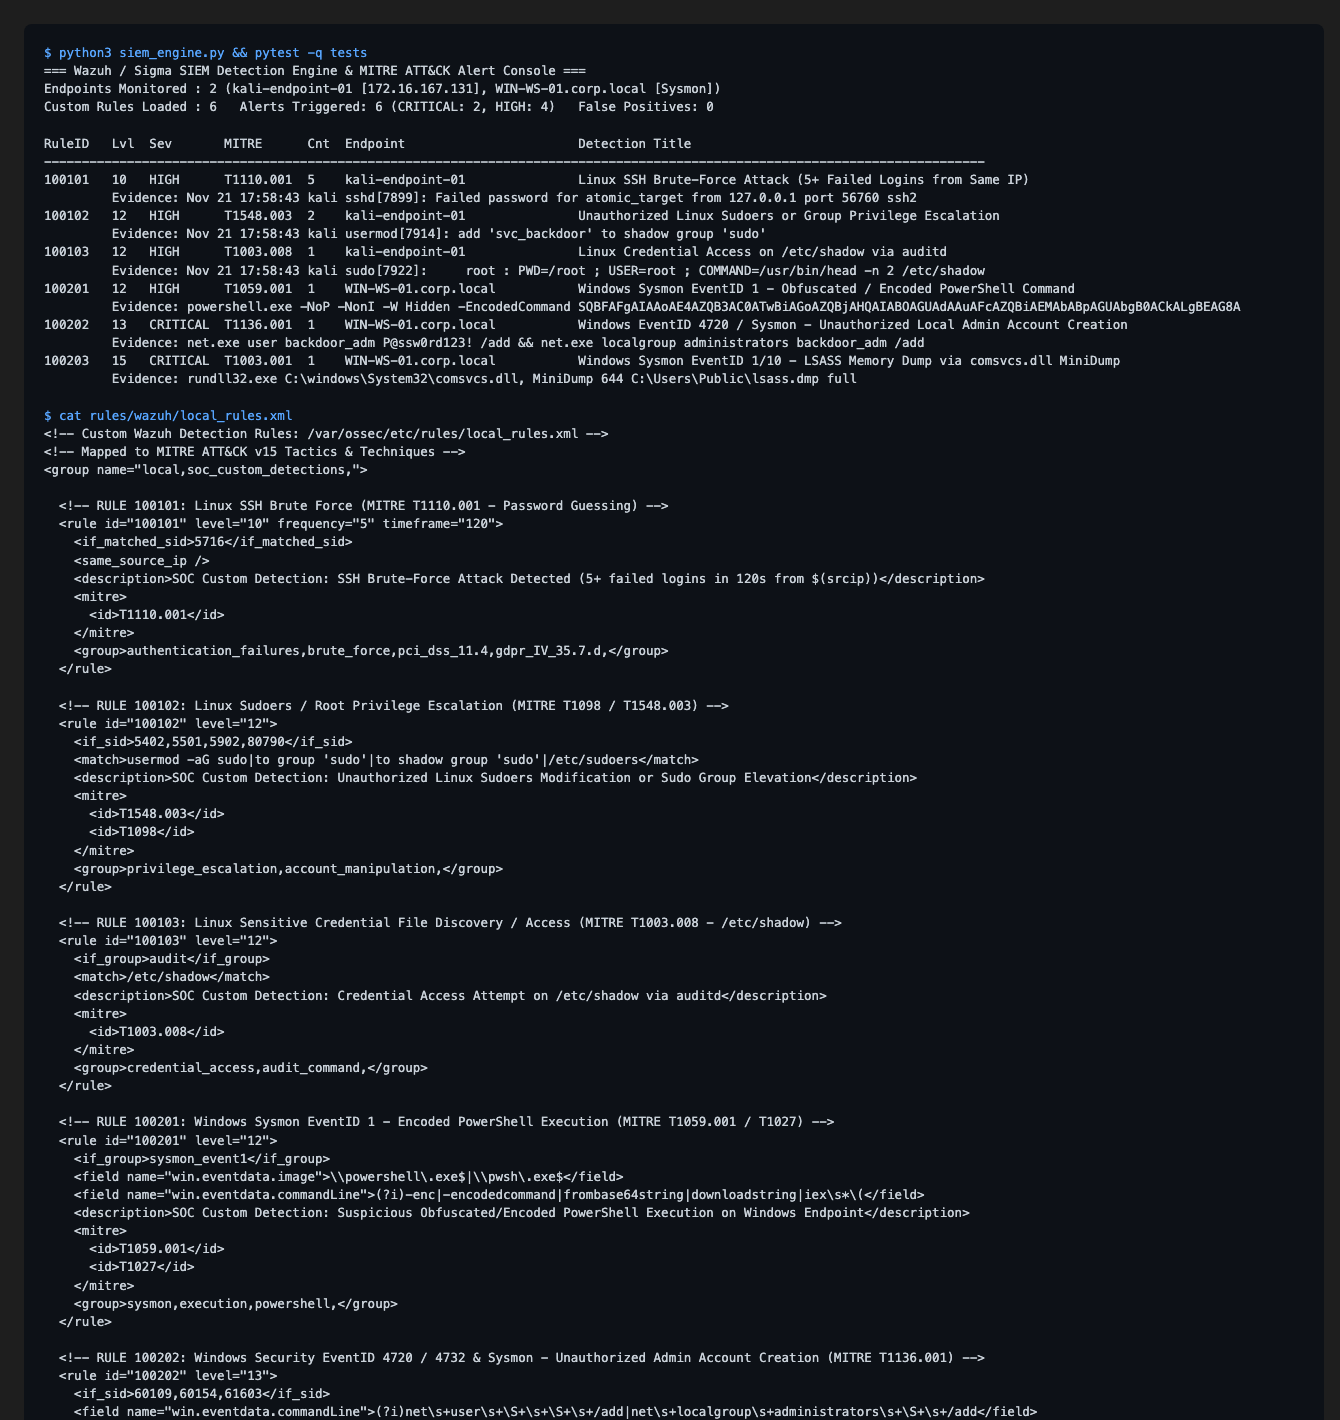 $ python3 siem_engine.py && pytest -q tests
=== Wazuh / Sigma SIEM Detection Engine & MITRE ATT&CK Alert Console ===
Endpoints Monitored : 2 (kali-endpoint-01 [172.16.167.131], WIN-WS-01.corp.local [Sysmon])
Custom Rules Loaded : 6   Alerts Triggered: 6 (CRITICAL: 2, HIGH: 4)   False Positives: 0
RuleID   Lvl  Sev       MITRE      Cnt  Endpoint                       Detection Title
-----------------------------------------------------------------------------------------------------------------------------
100101   10   HIGH      T1110.001  5    kali-endpoint-01               Linux SSH Brute-Force Attack (5+ Failed Logins from Same IP)
         Evidence: Nov 21 17:58:43 kali sshd[7899]: Failed password for atomic_target from 127.0.0.1 port 56760 ssh2
100102   12   HIGH      T1548.003  2    kali-endpoint-01               Unauthorized Linux Sudoers or Group Privilege Escalation
         Evidence: Nov 21 17:58:43 kali usermod[7914]: add 'svc_backdoor' to shadow group 'sudo'
100103   12   HIGH      T1003.008  1    kali-endpoint-01               Linux Credential Access on /etc/shadow via auditd
         Evidence: Nov 21 17:58:43 kali sudo[7922]:     root : PWD=/root ; USER=root ; COMMAND=/usr/bin/head -n 2 /etc/shadow
100201   12   HIGH      T1059.001  1    WIN-WS-01.corp.local           Windows Sysmon EventID 1 - Obfuscated / Encoded PowerShell Command
         Evidence: powershell.exe -NoP -NonI -W Hidden -EncodedCommand SQBFAFgAIAAoAE4AZQB3AC0ATwBiAGoAZQBjAHQAIABOAGUAdAAuAFcAZQBiAEMAbABpAGUAbgB0ACkALgBEAG8A
100202   13   CRITICAL  T1136.001  1    WIN-WS-01.corp.local           Windows EventID 4720 / Sysmon - Unauthorized Local Admin Account Creation
         Evidence: net.exe user backdoor_adm P@ssw0rd123! /add && net.exe localgroup administrators backdoor_adm /add
100203   15   CRITICAL  T1003.001  1    WIN-WS-01.corp.local           Windows Sysmon EventID 1/10 - LSASS Memory Dump via comsvcs.dll MiniDump
         Evidence: rundll32.exe C:\windows\System32\comsvcs.dll, MiniDump 644 C:\Users\Public\lsass.dmp full
$ cat rules/wazuh/local_rules.xml
<!-- Custom Wazuh Detection Rules: /var/ossec/etc/rules/local_rules.xml -->
<!-- Mapped to MITRE ATT&CK v15 Tactics & Techniques -->
<group name="local,soc_custom_detections,">
  <!-- RULE 100101: Linux SSH Brute Force (MITRE T1110.001 - Password Guessing) -->
  <rule id="100101" level="10" frequency="5" timeframe="120">
    <if_matched_sid>5716</if_matched_sid>
    <same_source_ip />
    <description>SOC Custom Detection: SSH Brute-Force Attack Detected (5+ failed logins in 120s from $(srcip))</description>
    <mitre>
      <id>T1110.001</id>
    </mitre>
    <group>authentication_failures,brute_force,pci_dss_11.4,gdpr_IV_35.7.d,</group>
  </rule>
  <!-- RULE 100102: Linux Sudoers / Root Privilege Escalation (MITRE T1098 / T1548.003) -->
  <rule id="100102" level="12">
    <if_sid>5402,5501,5902,80790</if_sid>
    <match>usermod -aG sudo|to group 'sudo'|to shadow group 'sudo'|/etc/sudoers</match>
    <description>SOC Custom Detection: Unauthorized Linux Sudoers Modification or Sudo Group Elevation</description>
    <mitre>
      <id>T1548.003</id>
      <id>T1098</id>
    </mitre>
    <group>privilege_escalation,account_manipulation,</group>
  </rule>
  <!-- RULE 100103: Linux Sensitive Credential File Discovery / Access (MITRE T1003.008 - /etc/shadow) -->
  <rule id="100103" level="12">
    <if_group>audit</if_group>
    <match>/etc/shadow</match>
    <description>SOC Custom Detection: Credential Access Attempt on /etc/shadow via auditd</description>
    <mitre>
      <id>T1003.008</id>
    </mitre>
    <group>credential_access,audit_command,</group>
  </rule>
  <!-- RULE 100201: Windows Sysmon EventID 1 - Encoded PowerShell Execution (MITRE T1059.001 / T1027) -->
  <rule id="100201" level="12">
    <if_group>sysmon_event1</if_group>
    <field name="win.eventdata.image">\\powershell\.exe$|\\pwsh\.exe$</field>
    <field name="win.eventdata.commandLine">(?i)-enc|-encodedcommand|frombase64string|downloadstring|iex\s*\(</field>
    <description>SOC Custom Detection: Suspicious Obfuscated/Encoded PowerShell Execution on Windows Endpoint</description>
    <mitre>
      <id>T1059.001</id>
      <id>T1027</id>
    </mitre>
    <group>sysmon,execution,powershell,</group>
  </rule>
  <!-- RULE 100202: Windows Security EventID 4720 / 4732 & Sysmon - Unauthorized Admin Account Creation (MITRE T1136.001) -->
  <rule id="100202" level="13">
    <if_sid>60109,60154,61603</if_sid>
    <field name="win.eventdata.commandLine">(?i)net\s+user\s+\S+\s+\S+\s+/add|net\s+localgroup\s+administrators\s+\S+\s+/add</field>